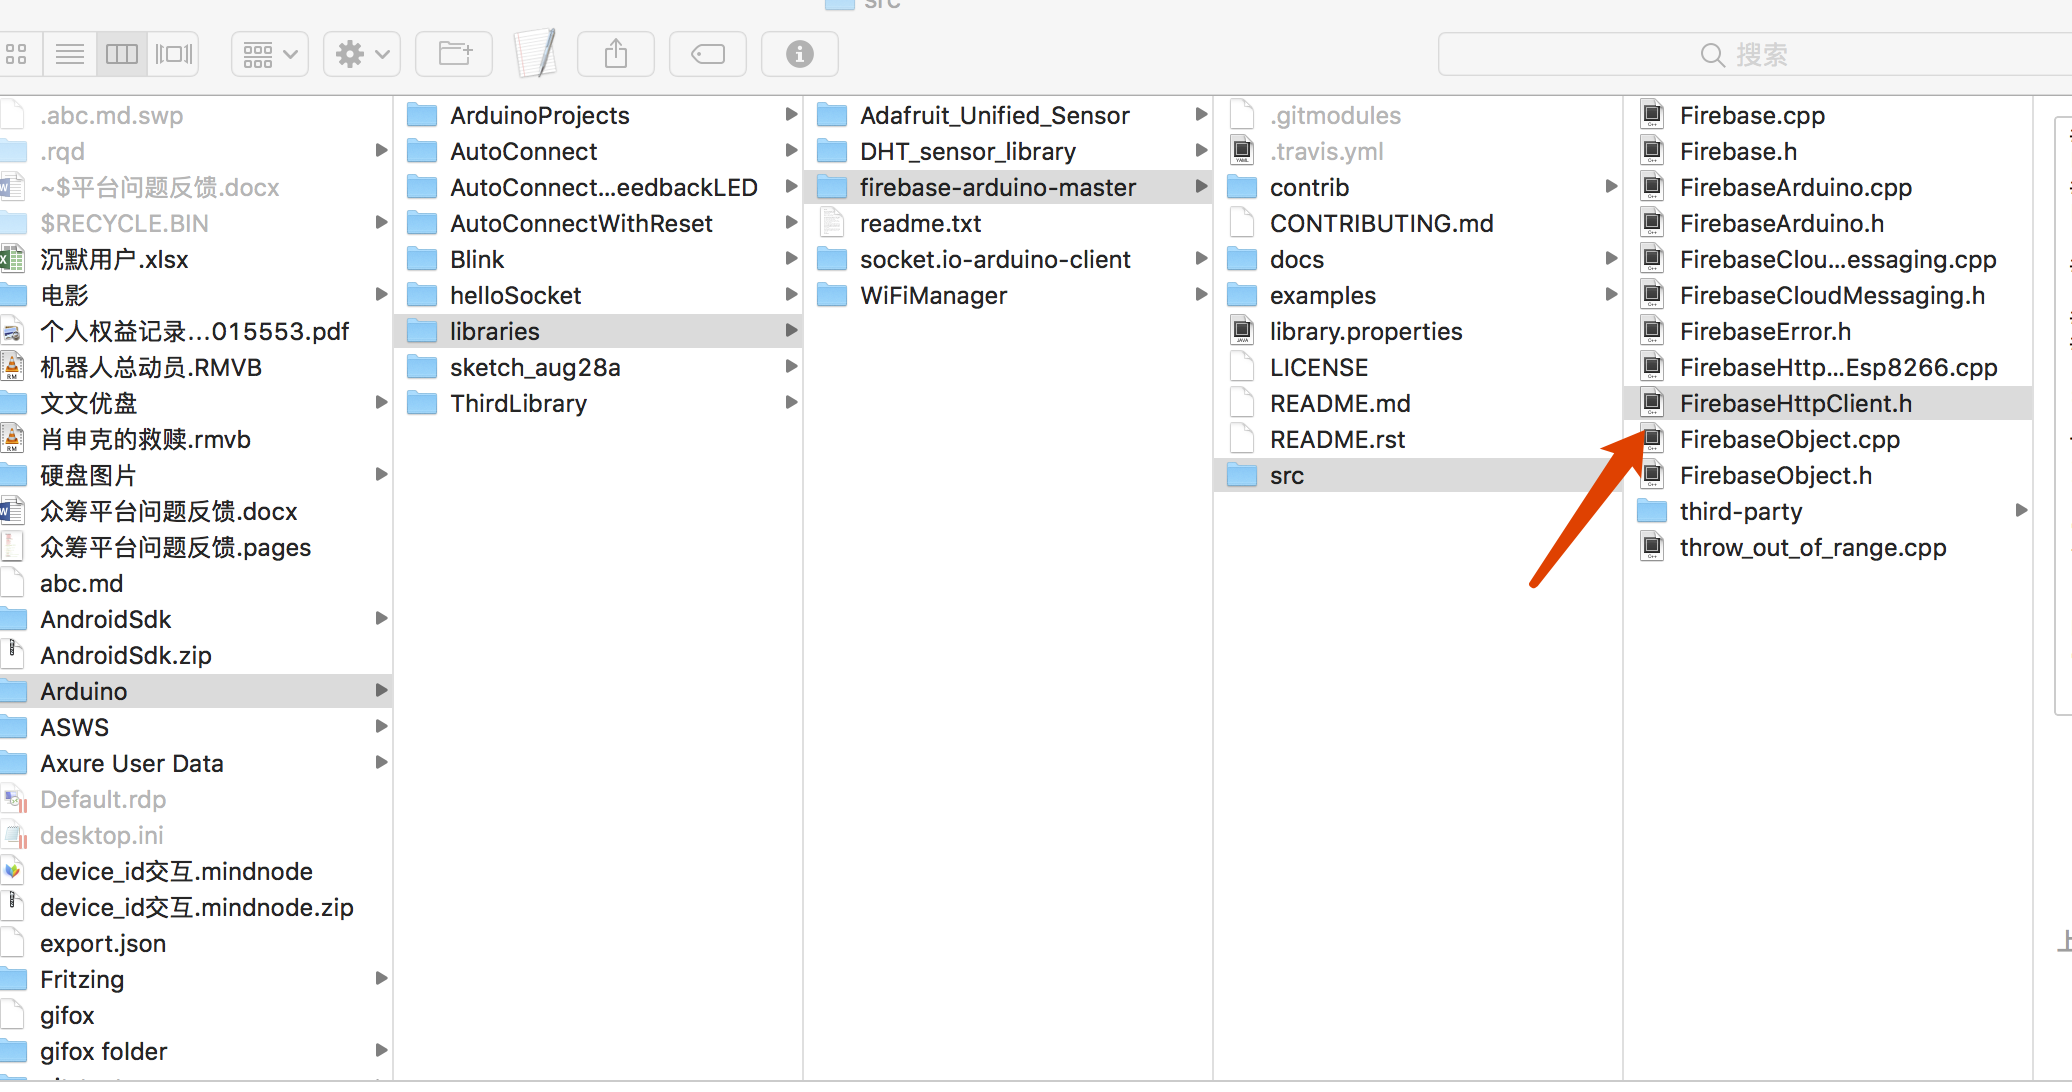 src
搜索
.abc.md.swp
.rqd
~$平台问题反馈.docx
$RECYCLE.BIN
沉默用户.xlsx
电影
个人权益记录...015553.pdf
机器人总动员.RMVB
文文优盘
肖申克的救赎.rmvb
硬盘图片
众筹平台问题反馈.docx
众筹平台问题反馈.pages
abc.md
AndroidSdk
AndroidSdk.zip
Arduino
ASWS
Axure User Data
Default.rdp
desktop.ini
device_id交互.mindnode
device_id交互.mindnode.zip
export.json
Fritzing
gifox
gifox folder
ArduinoProjects
AutoConnect
AutoConnect...eedbackLED
AutoConnectWithReset
Blink
helloSocket
libraries
sketch_aug28a
ThirdLibrary
Adafruit_Unified_Sensor
DHT_sensor_library
firebase-arduino-master
readme.txt
socket.io-arduino-client
WiFiManager
.gitmodules
.travis.yml
contrib
CONTRIBUTING.md
docs
examples
library.properties
LICENSE
README.md
README.rst
src
Firebase.cpp
Firebase.h
FirebaseArduino.cpp
FirebaseArduino.h
FirebaseClou...essaging.cpp
FirebaseCloudMessaging.h
FirebaseError.h
FirebaseHttp...Esp8266.cpp
FirebaseHttpClient.h
FirebaseObject.cpp
FirebaseObject.h
third-party
throw_out_of_range.cpp